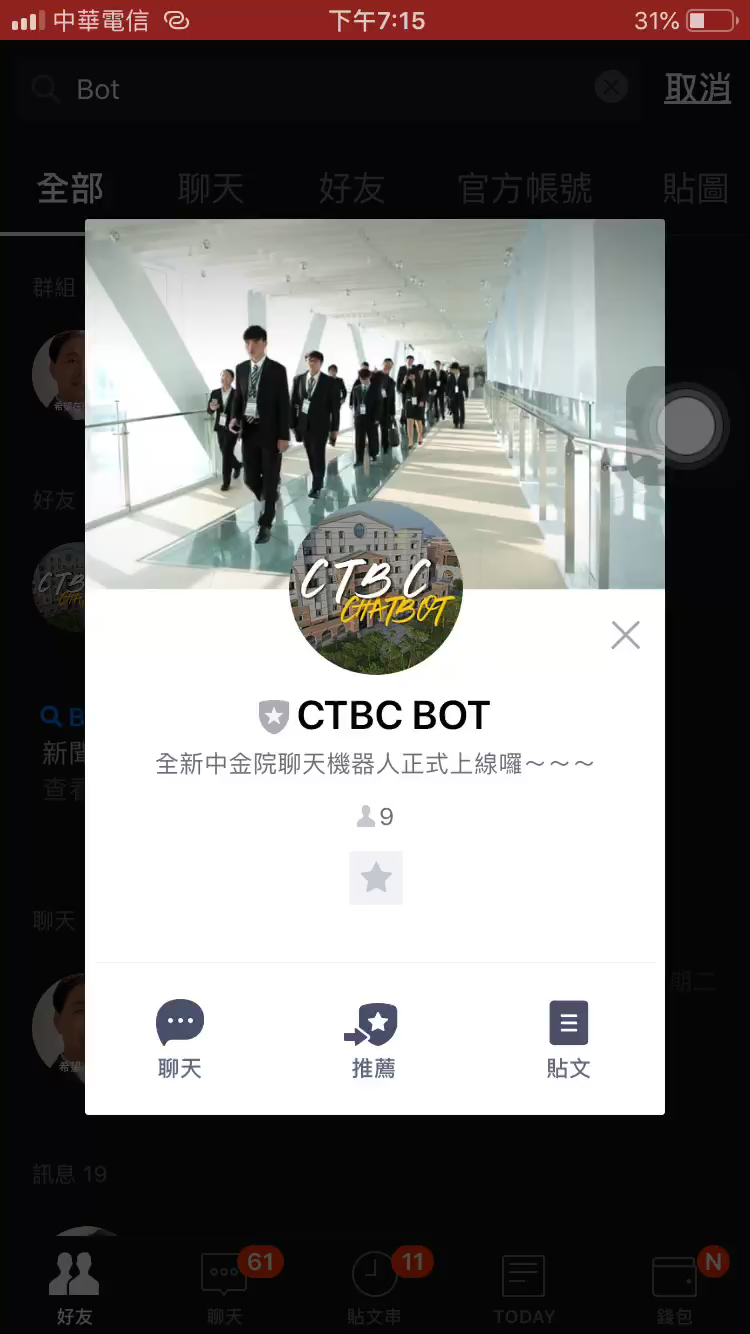 中華電信 下午7:15 31%
Bot 取消
全部 聊天 好友 官方帳號 貼圖
群組
好友
CTBC
CHATBOT
CTBC BOT
全新中金院聊天機器人正式上線囉～～～
9
B
新聞
查看
聊天
期二
聊天 推薦 貼文
訊息 19
61 11 N
好友 聊天 貼文串 TODAY 錢包